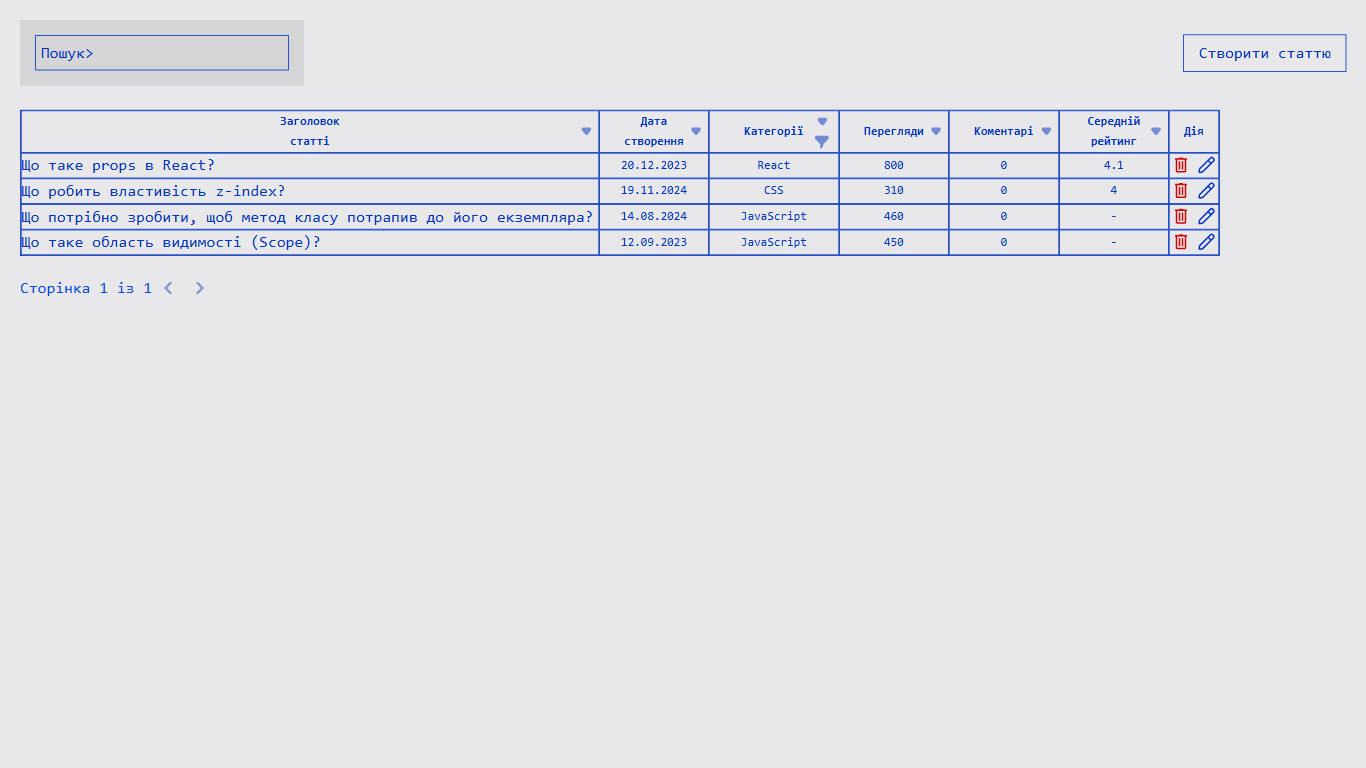 Пошук>
Створити статтю
Заголовок статті
Дата створення
Категорії
Перегляди
Коментарі
Середній рейтинг
Дія
Що таке props в React? 20.12.2023 React 800 0 4.1
Що робить властивість z-index? 19.11.2024 CSS 310 0 4
Що потрібно зробити, щоб метод класу потрапив до його екземпляра? 14.08.2024 JavaScript 460 0 -
Що таке область видимості (Scope)? 12.09.2023 JavaScript 450 0 -
Сторінка 1 із 1